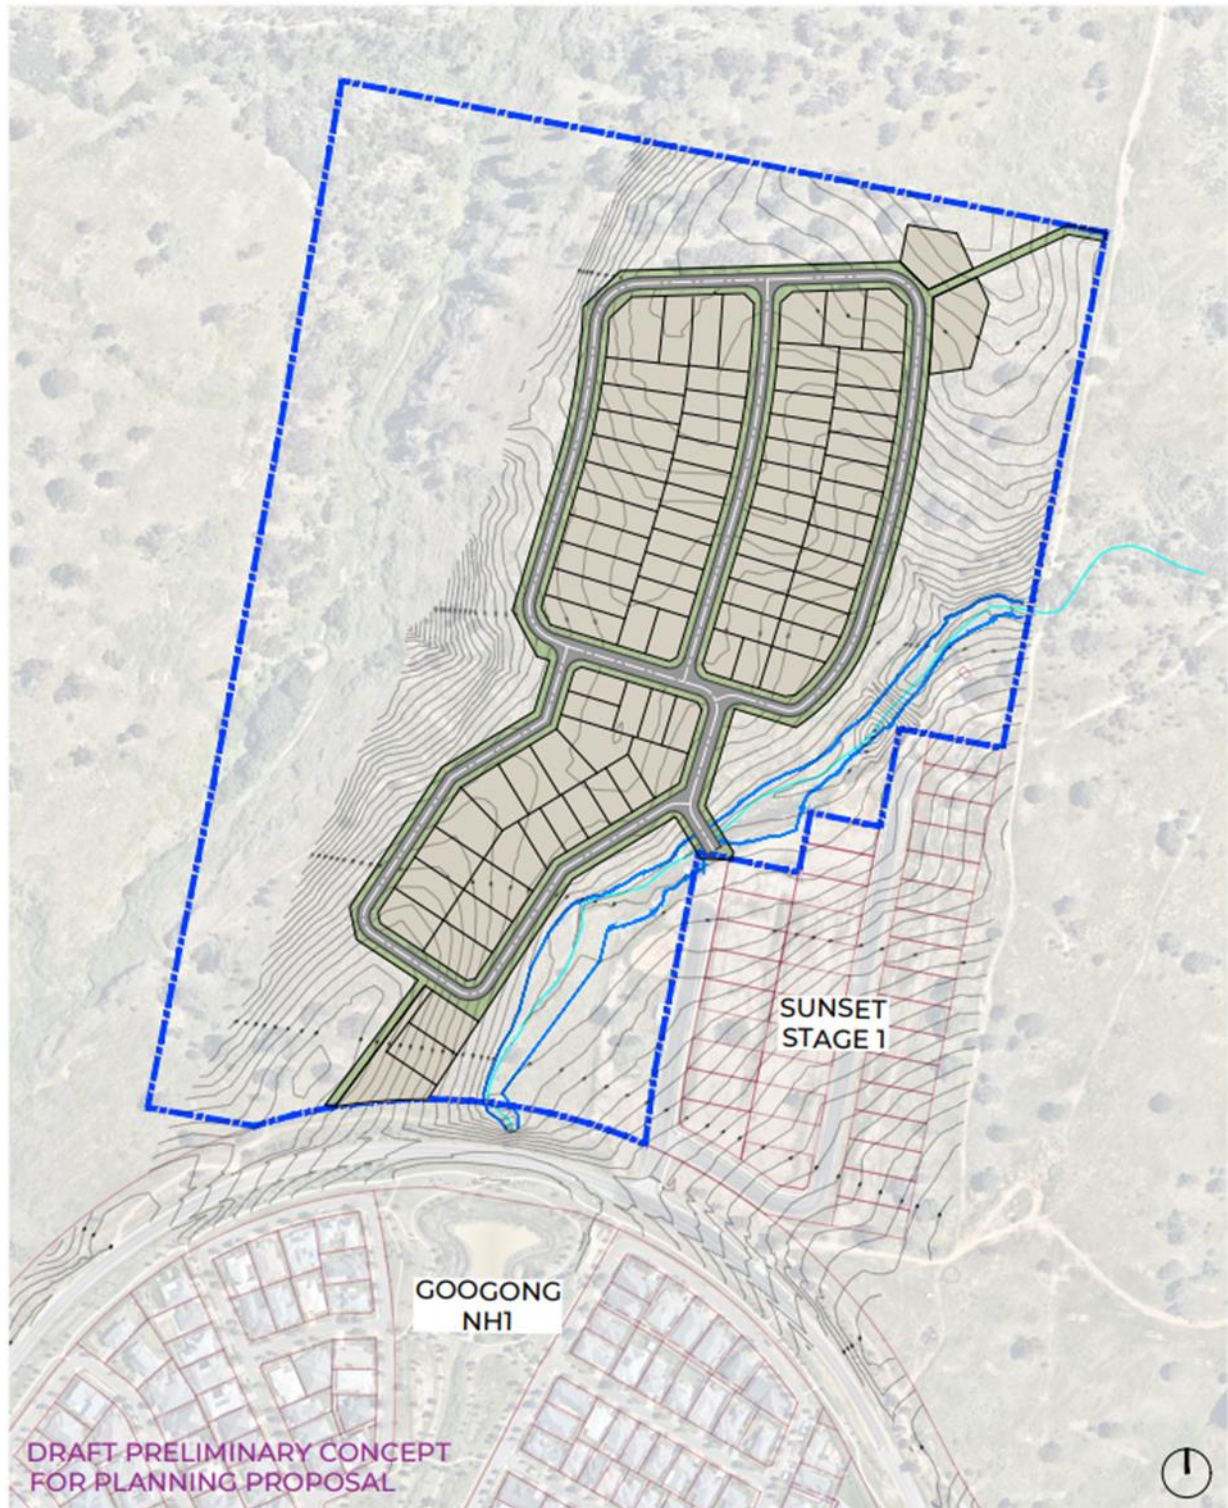 SUNSET
STAGE 1
GOOGONG
NH1
DRAFT PRELIMINARY CONCEPT
FOR PLANNING PROPOSAL